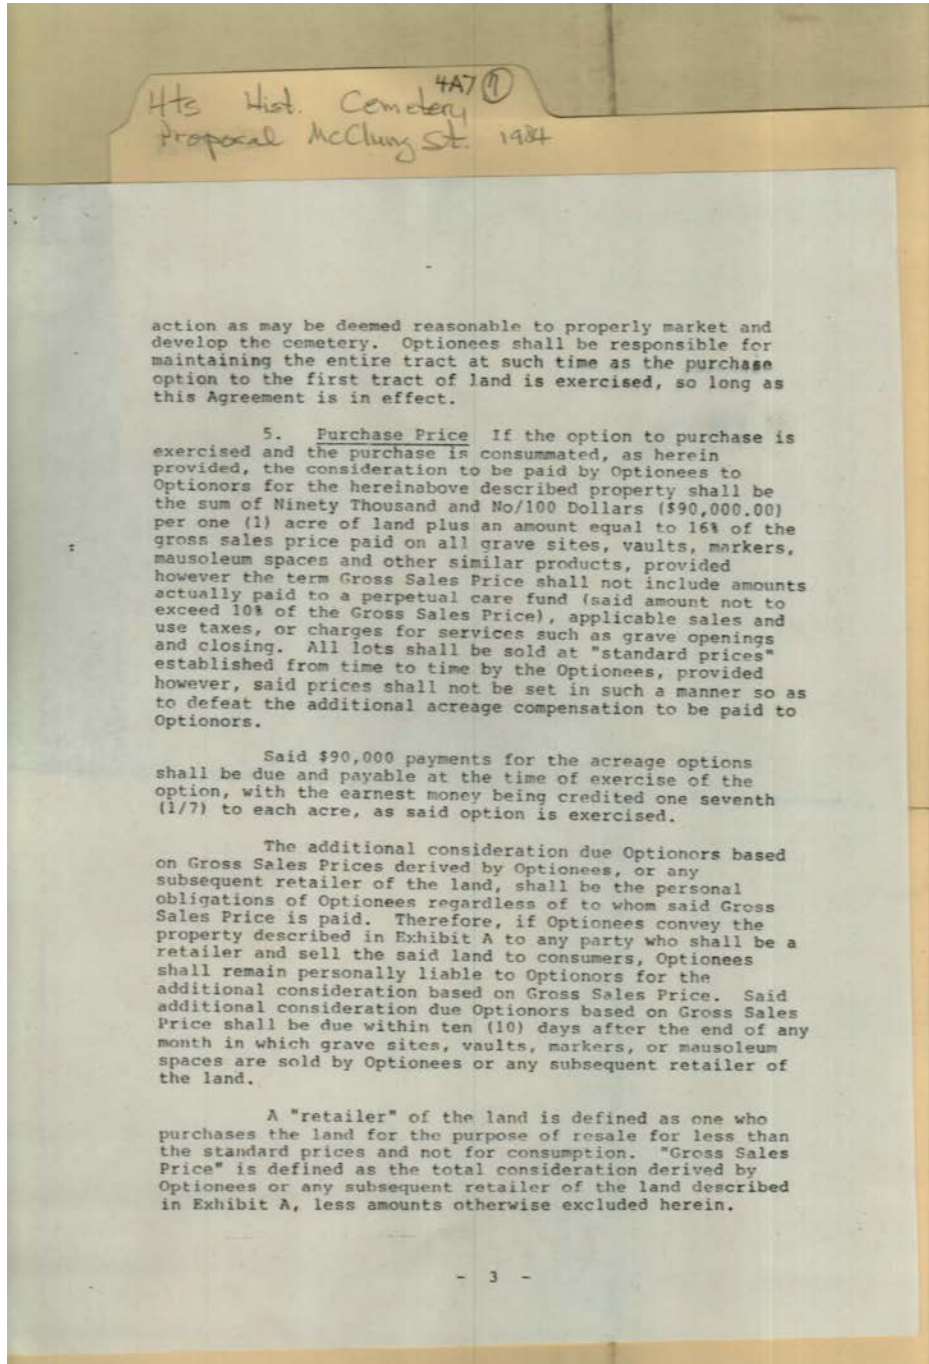 4A7 7
Hts Hist. Cemetery
Proposal McClung St. 1984
action as may be deemed reasonable to properly market and
develop the cemetery. Optionees shall be responsible for
maintaining the entire tract at such time as the purchase
option to the first tract of land is exercised, so long as
this Agreement is in effect.
5. Purchase Price If the option to purchase is
exercised and the purchase is consummated, as herein
provided, the consideration to be paid by Optionees to
Optionors for the hereinabove described property shall be
the sum of Ninety Thousand and No/100 Dollars ($90,000.00)
per one (1) acre of land plus an amount equal to 16% of the
gross sales price paid on all grave sites, vaults, markers,
mausoleum spaces and other similar products, provided
however the term Gross Sales Price shall not include amounts
actually paid to a perpetual care fund (said amount not to
exceed 10% of the Gross Sales Price), applicable sales and
use taxes, or charges for services such as grave openings
and closing. All lots shall be sold at "standard prices"
established from time to time by the Optionees, provided
however, said prices shall not be set in such a manner so as
to defeat the additional acreage compensation to be paid to
Optionors.
Said $90,000 payments for the acreage options
shall be due and payable at the time of exercise of the
option, with the earnest money being credited one seventh
(1/7) to each acre, as said option is exercised.
The additional consideration due Optionors based
on Gross Sales Prices derived by Optionees, or any
subsequent retailer of the land, shall be the personal
obligations of Optionees regardless of to whom said Gross
Sales Price is paid. Therefore, if Optionees convey the
property described in Exhibit A to any party who shall be a
retailer and sell the said land to consumers, Optionees
shall remain personally liable to Optionors for the
additional consideration based on Gross Sales Price. Said
additional consideration due Optionors based on Gross Sales
Price shall be due within ten (10) days after the end of any
month in which grave sites, vaults, markers, or mausoleum
spaces are sold by Optionees or any subsequent retailer of
the land.
A "retailer" of the land is defined as one who
purchases the land for the purpose of resale for less than
the standard prices and not for consumption. "Gross Sales
Price" is defined as the total consideration derived by
Optionees or any subsequent retailer of the land described
in Exhibit A, less amounts otherwise excluded herein.
- 3 -